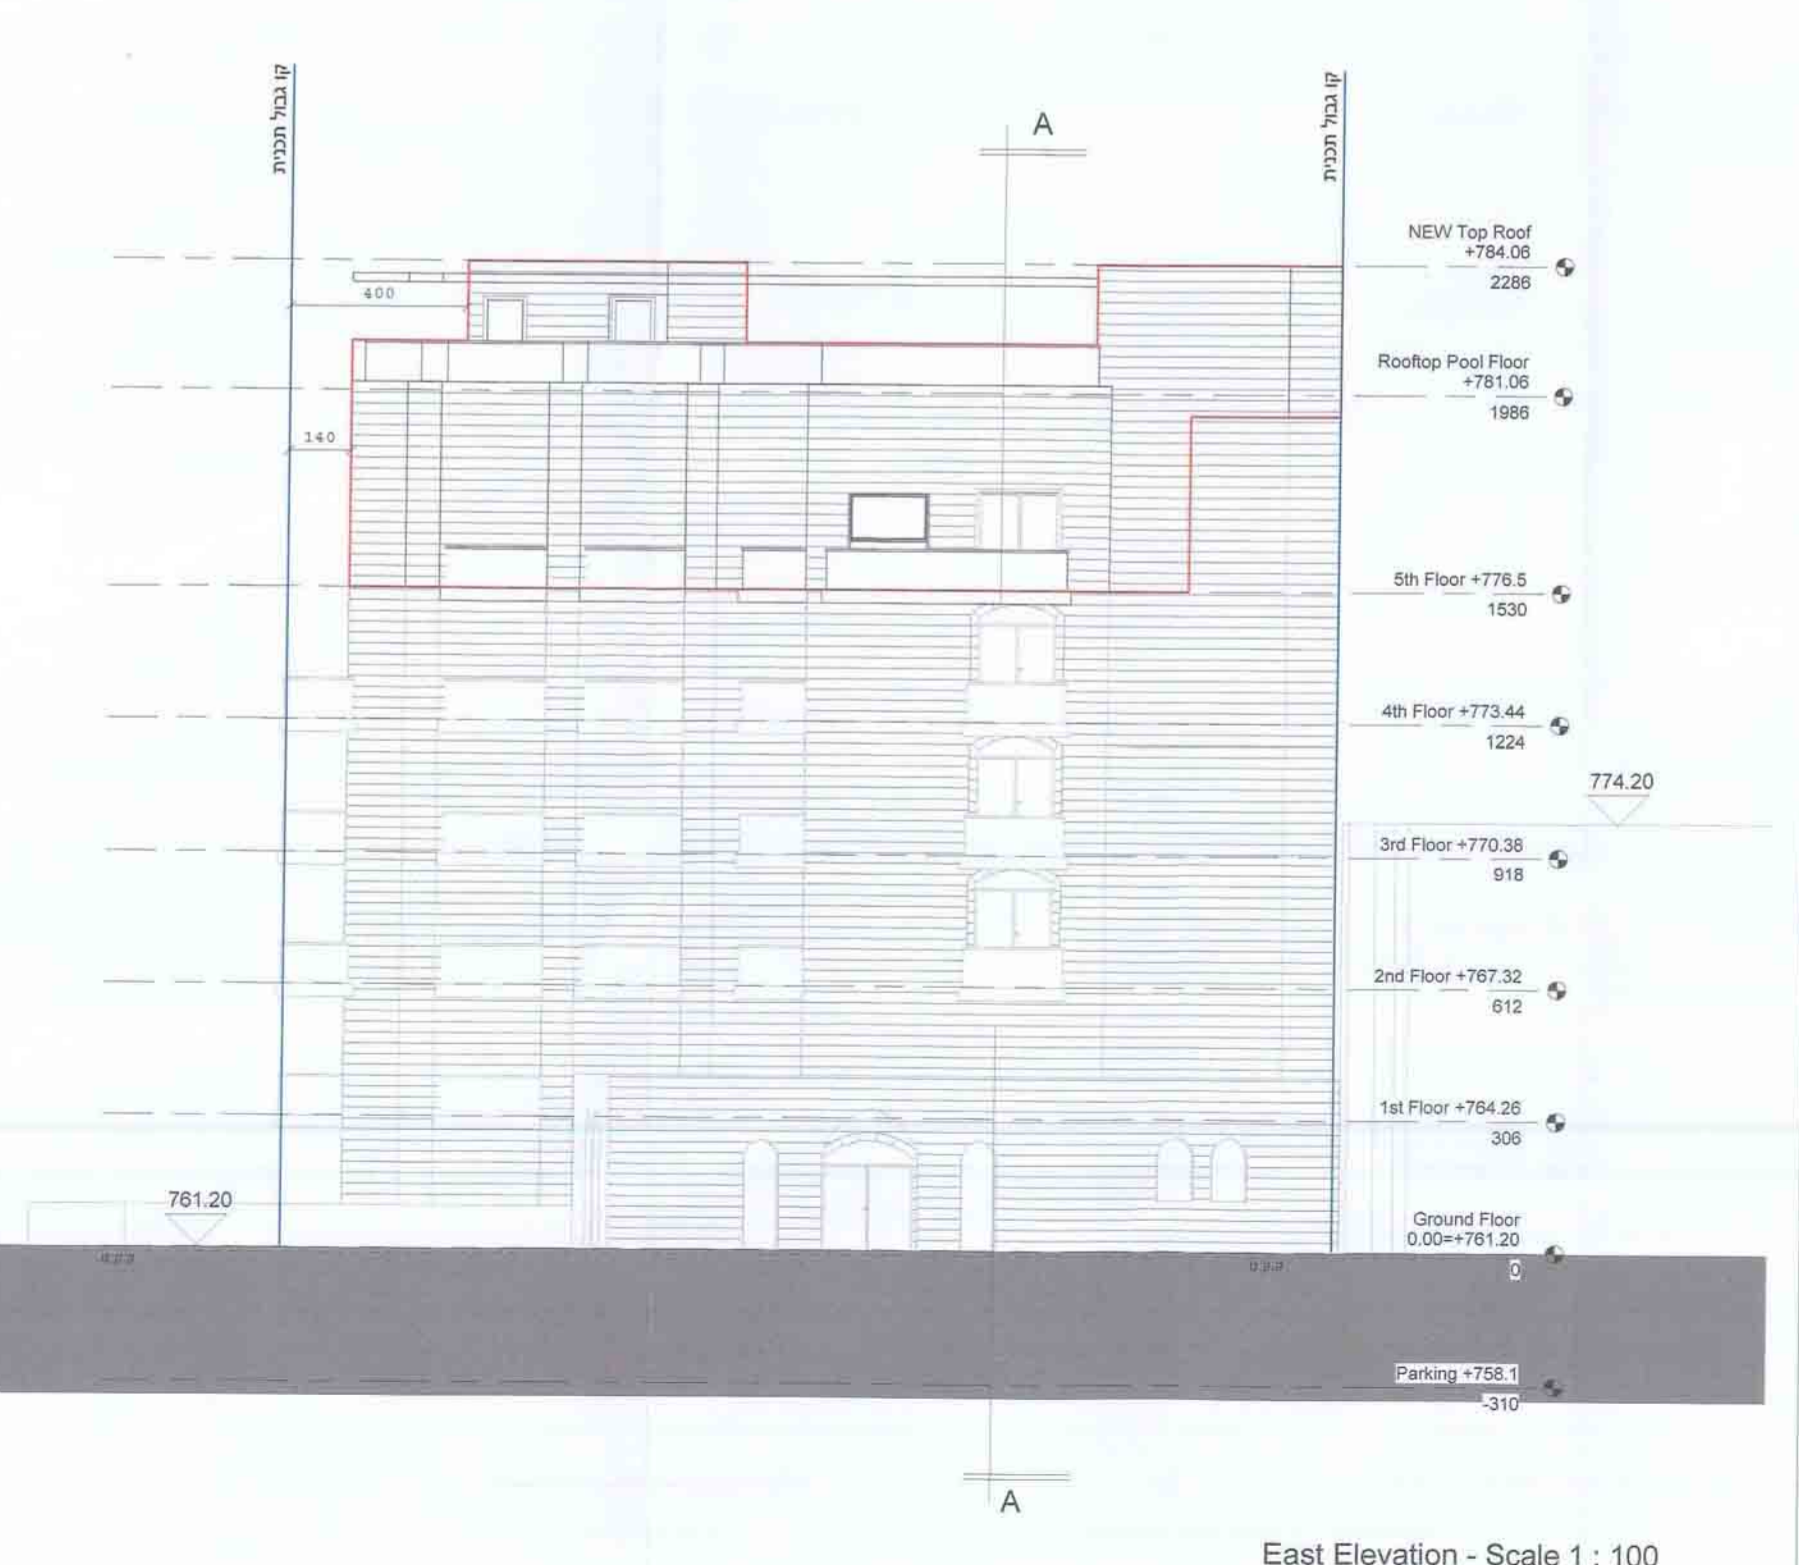 קו גבול תכנית
קו גבול תכנית
A
NEW Top Roof
+784.06
2286
400
Rooftop Pool Floor
+781.06
1986
140
5th Floor +776.5
1530
4th Floor +773.44
1224
774.20
3rd Floor +770.38
918
2nd Floor +767.32
612
1st Floor +764.26
306
761.20
Ground Floor
0.00=+761.20
0
Parking +758.1
-310
A
East Elevation - Scale 1 : 100